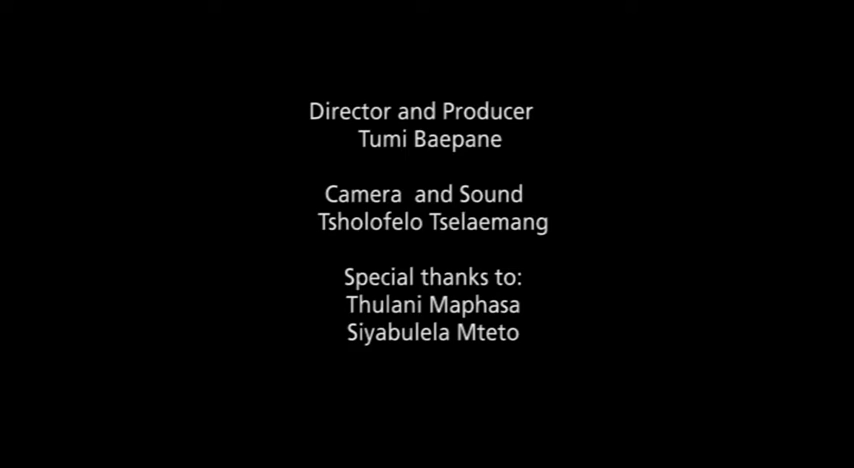 Director and Producer
Tumi Baepane
Camera and Sound
Tsholofelo Tselaemang
Special thanks to:
Thulani Maphasa
Siyabulela Mteto